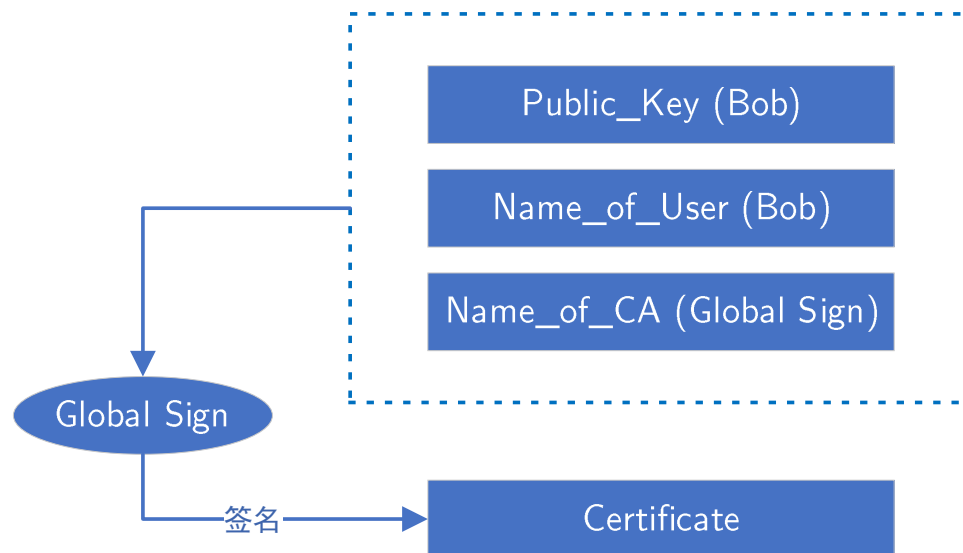 Public_Key (Bob)
Name_of_User (Bob)
Name_of_CA (Global Sign)
Global Sign
签名
Certificate